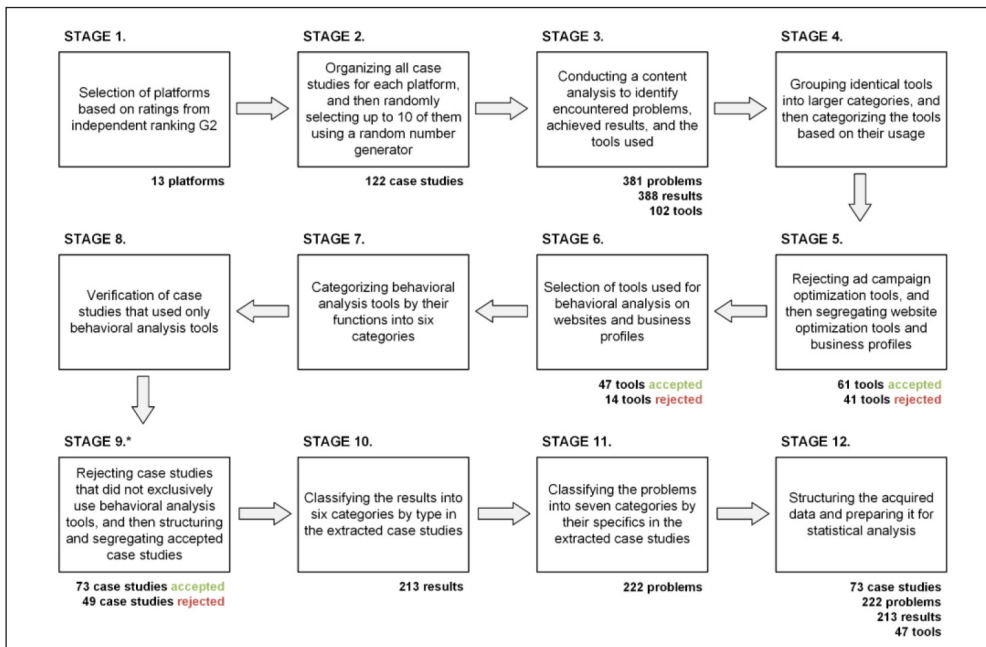 STAGE 1.
Selection of platforms
based on ratings from
independent ranking G2
13 platforms
STAGE 2.
Organizing all case
studies for each platform,
and then randomly
selecting up to 10 of them
using a random number
generator
122 case studies
STAGE 3.
Conducting a content
analysis to identify
encountered problems,
achieved results, and the
tools used
381 problems
388 results
102 tools
STAGE 4.
Grouping identical tools
into larger categories, and
then categorizing the tools
based on their usage
STAGE 5.
Rejecting ad campaign
optimization tools, and
then segregating website
optimization tools and
business profiles
61 tools accepted
41 tools rejected
STAGE 6.
Selection of tools used for
behavioral analysis on
websites and business
profiles
47 tools accepted
14 tools rejected
STAGE 7.
Categorizing behavioral
analysis tools by their
functions into six
categories
STAGE 8.
Verification of case
studies that used only
behavioral analysis tools
STAGE 9.*
Rejecting case studies
that did not exclusively
use behavioral analysis
tools, and then structuring
and segregating accepted
case studies
73 case studies accepted
49 case studies rejected
STAGE 10.
Classifying the results into
six categories by type in
the extracted case studies
213 results
STAGE 11.
Classifying the problems
into seven categories by
their specifics in the
extracted case studies
222 problems
STAGE 12.
Structuring the acquired
data and preparing it for
statistical analysis
73 case studies
222 problems
213 results
47 tools